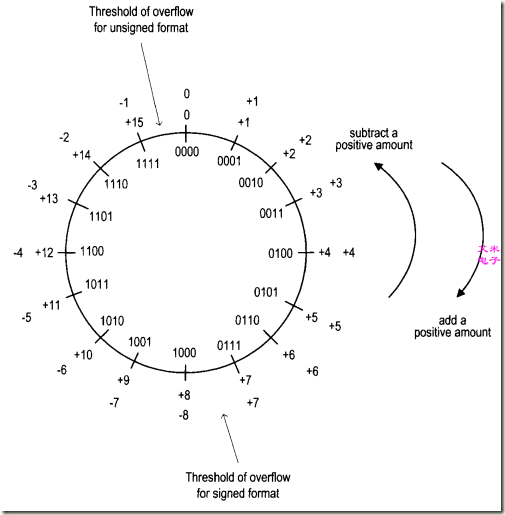 Threshold of overflow
for unsigned format
0
-1 +1
0
+15 +1
-2 +2
1111 0000 0001
+14 +2
1110 0010
subtract a
positive amount
-3 +3
+13 +3
1101 0011
-4 +12 1100 0100 +4 +4
艾米
电子
1011 0101
+11 +5
-5 +5
1010 0110
1001 1000 0111
add a
positive amount
+10 +6
-6 +6
+9 +7
+8
-7 +7
-8
Threshold of overflow
for signed format